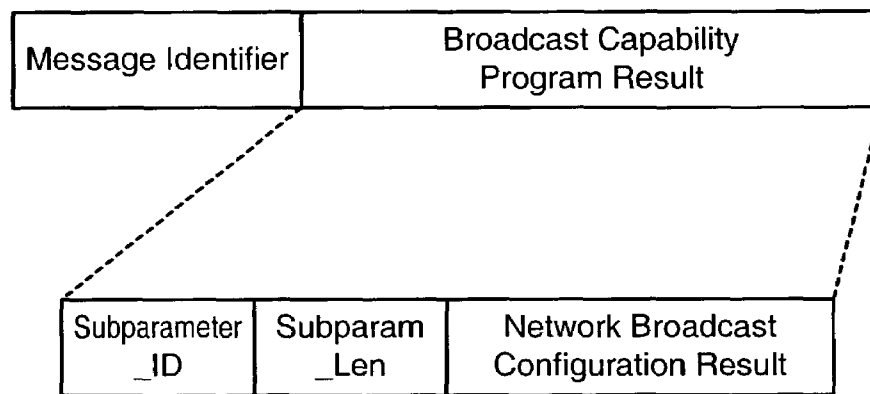 Message Identifier
Broadcast Capability
Program Result
Subparameter
_ID
Subparam
_Len
Network Broadcast
Configuration Result